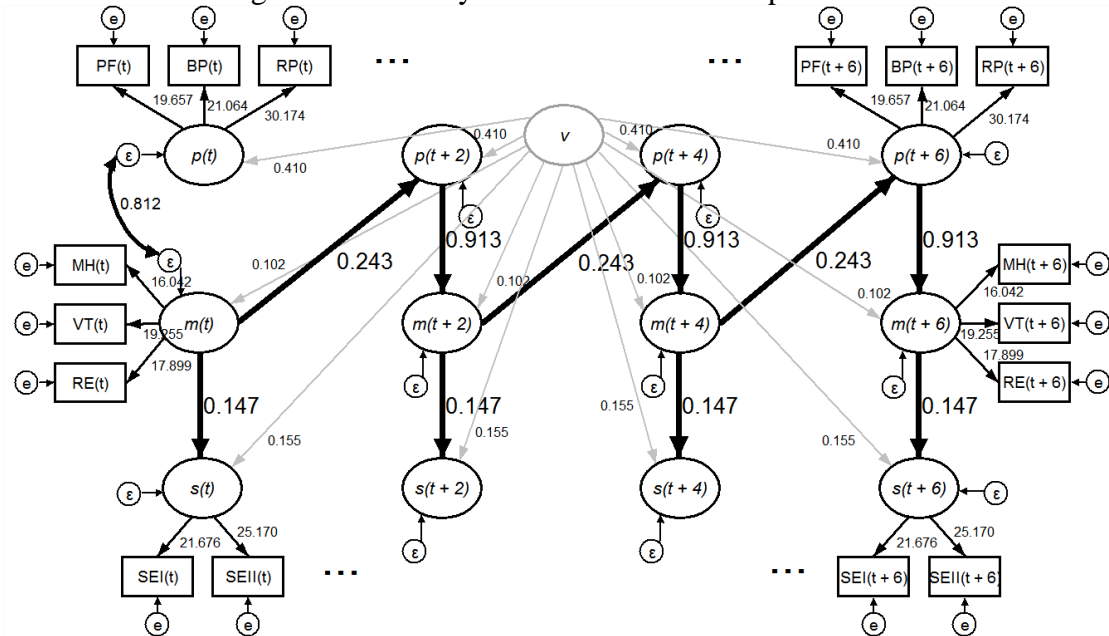 e e e e e e
PF(t) BP(t) RP(t) ... ... PF(t + 6) BP(t + 6) RP(t + 6)
19.657 21.064 30.174 19.657 21.064 30.174
v
0.410 0.410 0.410 0.410
ε p(t) p(t + 2) p(t + 4) p(t + 6) ε
0.812
ε ε
0.913 0.913 0.913
ε
0.243 0.243 0.243
e MH(t) 16.042 0.102 0.102 0.102 0.102 16.042 MH(t + 6) e
e VT(t) 19.255 m(t) m(t + 2) m(t + 4) m(t + 6) 19.255 VT(t + 6) e
e RE(t) 17.899 17.899 RE(t + 6) e
ε ε ε
0.147 0.147 0.147 0.147
0.155 0.155 0.155 0.155
ε s(t) s(t + 2) s(t + 4) s(t + 6) ε
ε ε
21.676 25.170 21.676 25.170
SEI(t) SEII(t) ... ... SEI(t + 6) SEII(t + 6)
e e e e